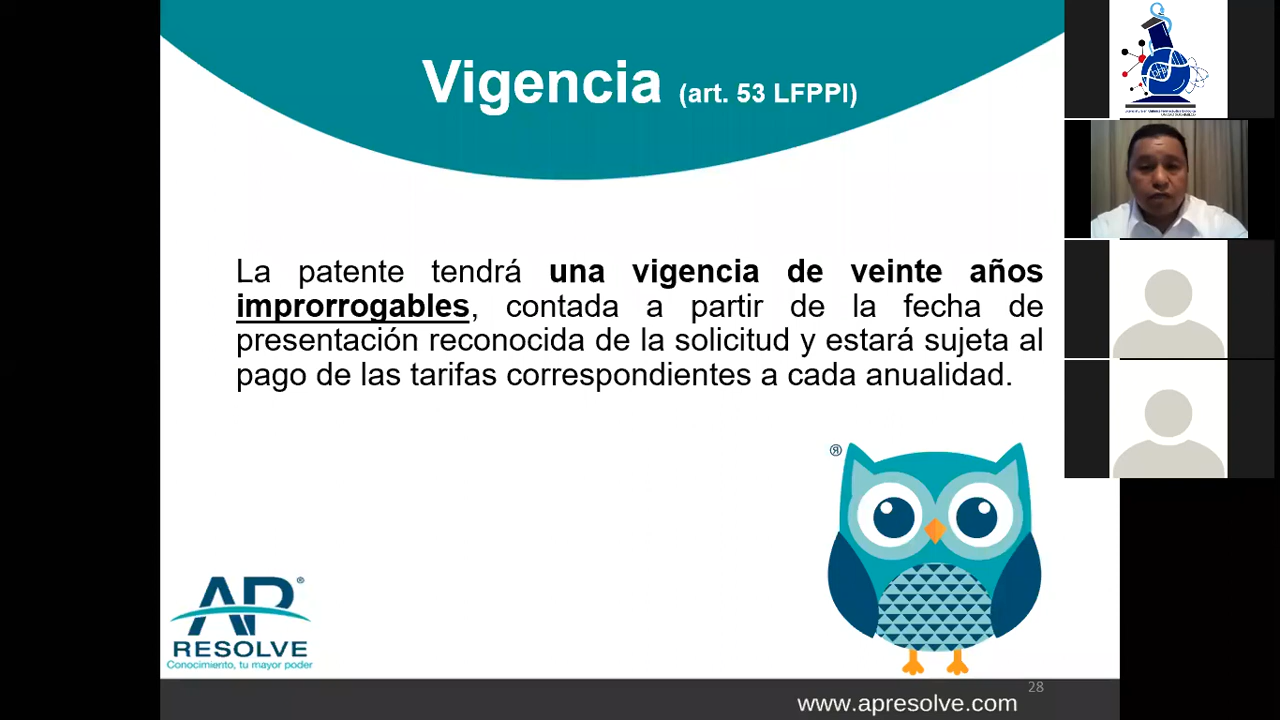 Vigencia (art. 53 LFPPI)
La patente tendrá una vigencia de veinte años
improrrogables, contada a partir de la fecha de
presentación reconocida de la solicitud y estará sujeta al
pago de las tarifas correspondientes a cada anualidad.
®
AP®
RESOLVE
Conocimiento, tu mayor poder
28
www.apresolve.com